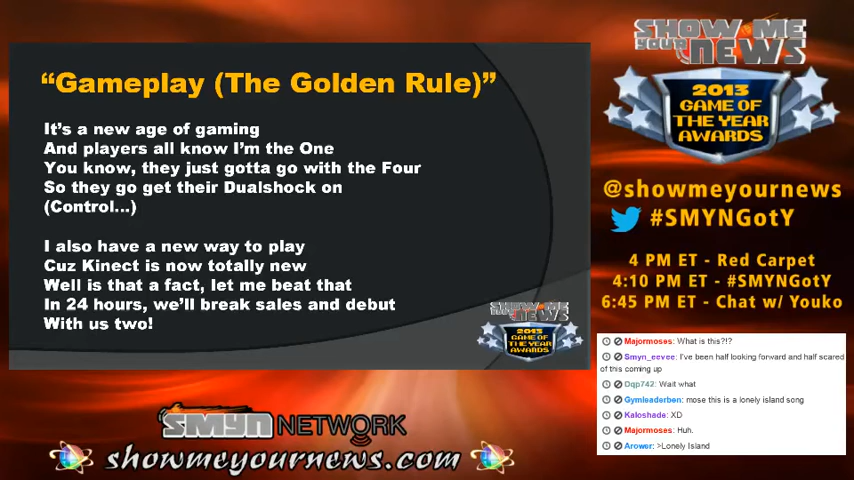 “Gameplay (The Golden Rule)”
It’s a new age of gaming
And players all know I’m the One
You know, they just gotta go with the Four
So they go get their Dualshock on
(Control...)
I also have a new way to play
Cuz Kinect is now totally new
Well is that a fact, let me beat that
In 24 hours, we’ll break sales and debut
With us two!
SHOW ME
YOUR NEWS
2013
GAME OF
THE YEAR
AWARDS
SHOW ME
YOUR NEWS
2013
GAME OF
THE YEAR
AWARDS
@showmeyournews
#SMYNGotY
4 PM ET - Red Carpet
4:10 PM ET - #SMYNGotY
6:45 PM ET - Chat w/ Youko
Majormoses: What is this?!?
Smyn_eevee: I've been half looking forward and half scared
of this coming up
Dqp742: Wait what
Gymleaderben: mose this is a lonely island song
Kaloshade: XD
Majormoses: Huh.
Arower: >Lonely Island
SMYN NETWORK
showmeyournews.com